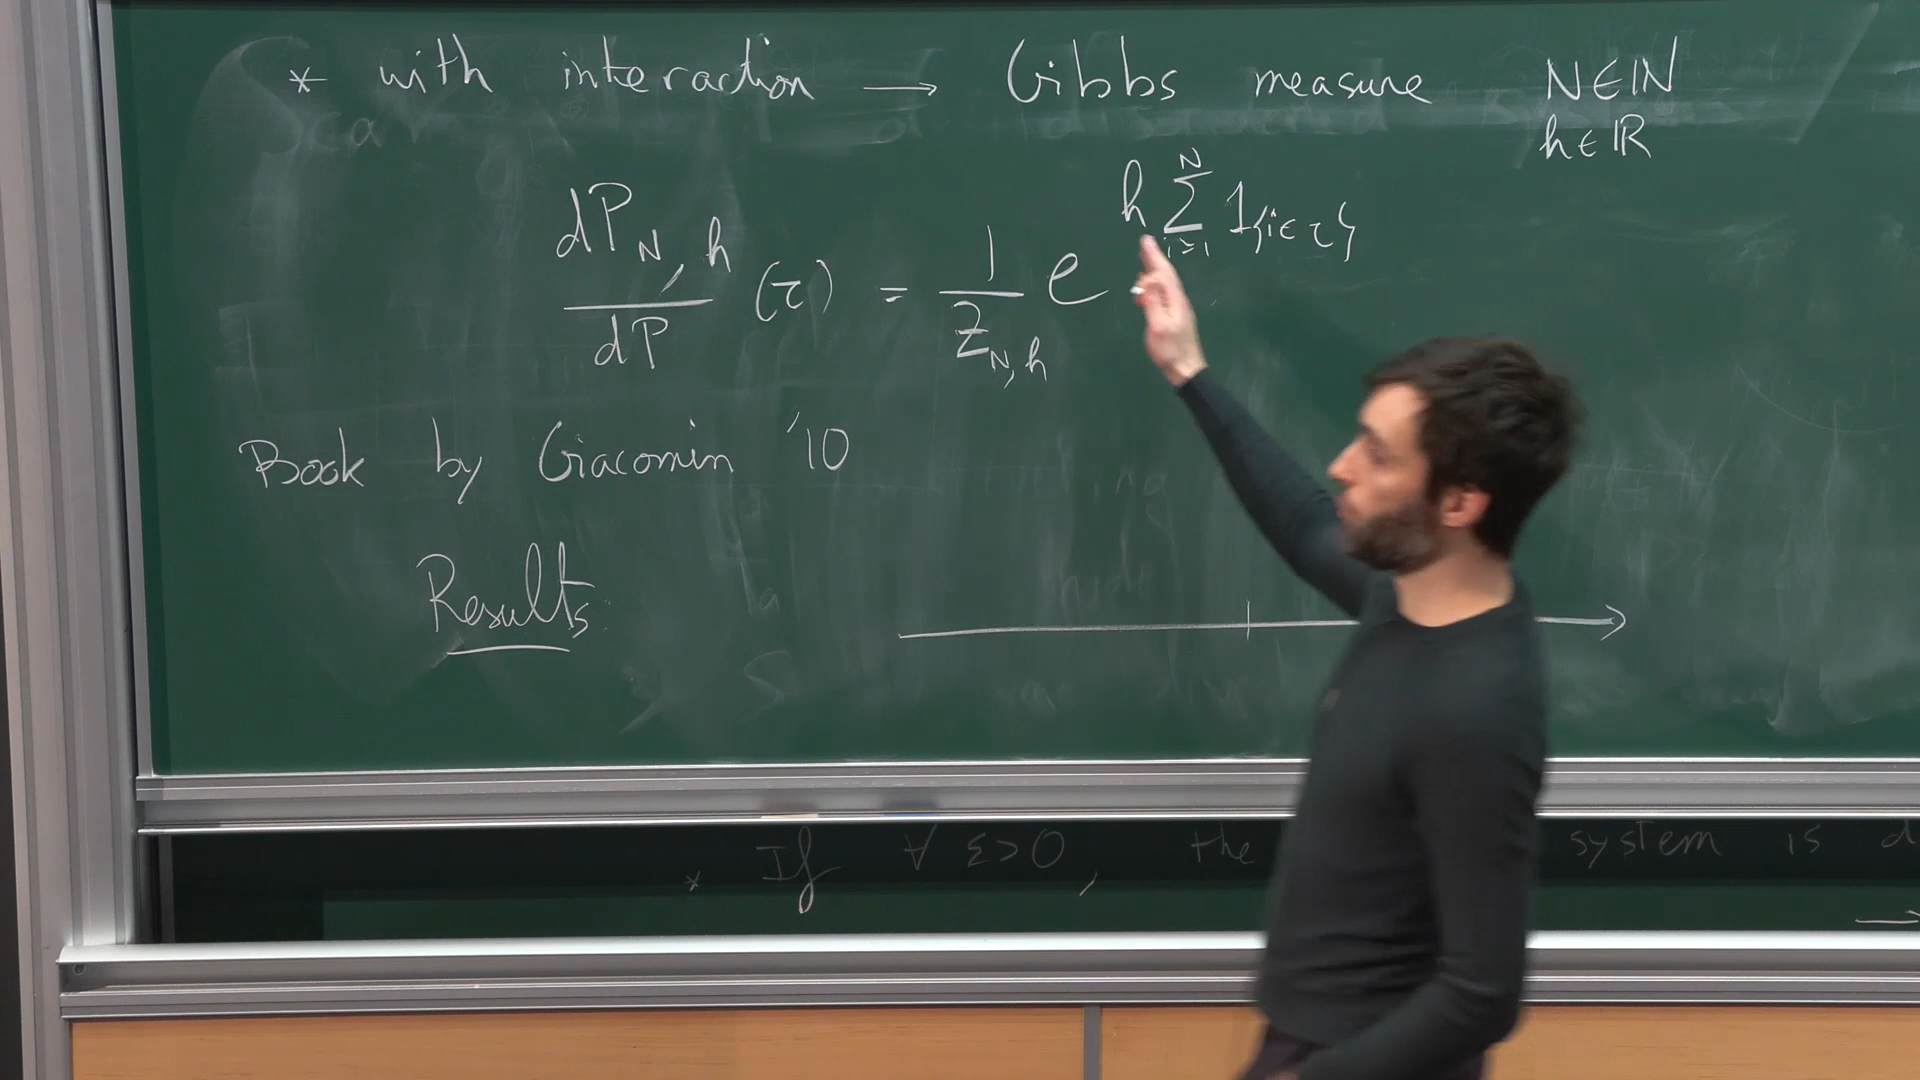 * with interaction → Gibbs measure N∈ℕ
h∈ℝ
dP_{N,h}/dP (τ) = 1/Z_{N,h} e^{h Σ_{i=1}^{N} 1_{{i∈τ}}}
Book by Giacomin '10
Results:
* If ∀ ε>0, the system is